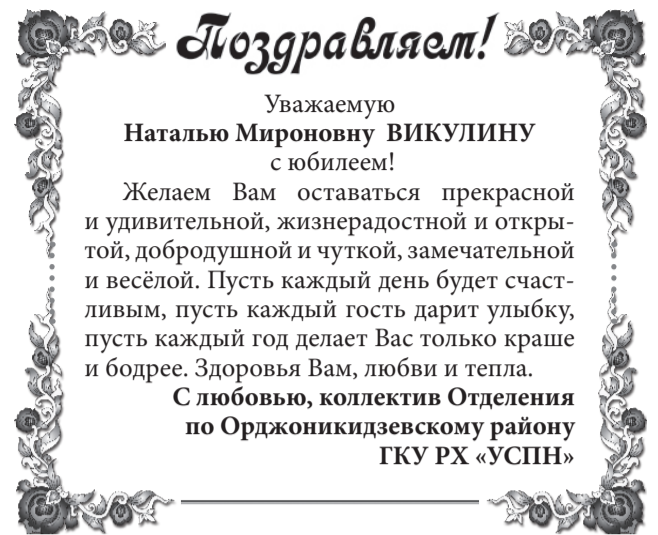 Поздравляем!
Уважаемую
Наталью Мироновну ВИКУЛИНУ
с юбилеем!
Желаем Вам оставаться прекрасной
и удивительной, жизнерадостной и откры-
той, добродушной и чуткой, замечательной
и весёлой. Пусть каждый день будет счаст-
ливым, пусть каждый гость дарит улыбку,
пусть каждый год делает Вас только краше
и бодрее. Здоровья Вам, любви и тепла.
С любовью, коллектив Отделения
по Орджоникидзевскому району
ГКУ РХ «УСПН»